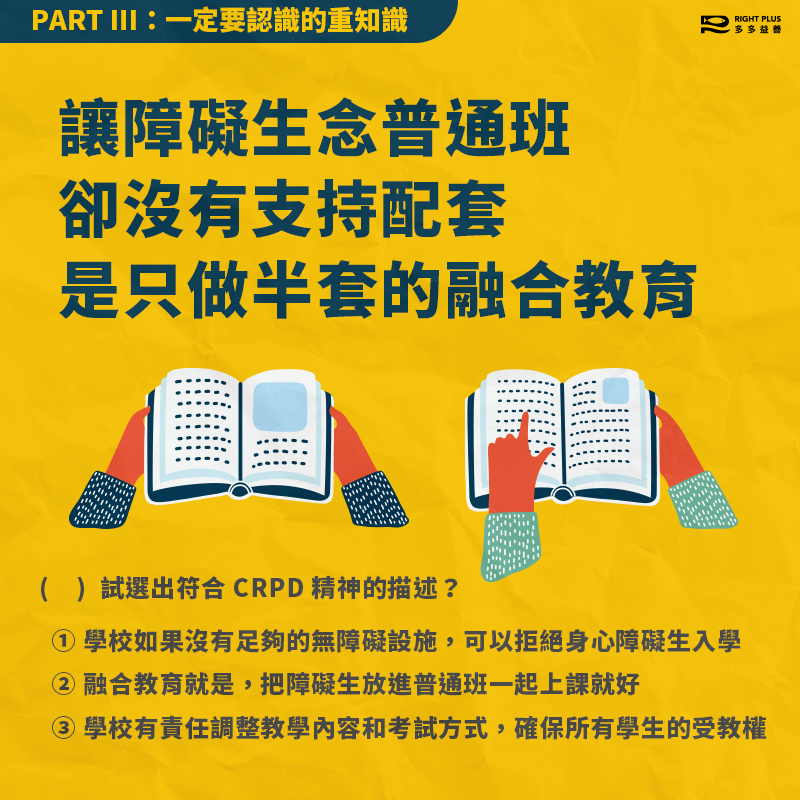 PART III：一定要認識的重知識
RIGHT PLUS
多多益善
讓障礙生念普通班
卻沒有支持配套
是只做半套的融合教育
(　) 試選出符合 CRPD 精神的描述？
① 學校如果沒有足夠的無障礙設施，可以拒絕身心障礙生入學
② 融合教育就是，把障礙生放進普通班一起上課就好
③ 學校有責任調整教學內容和考試方式，確保所有學生的受教權